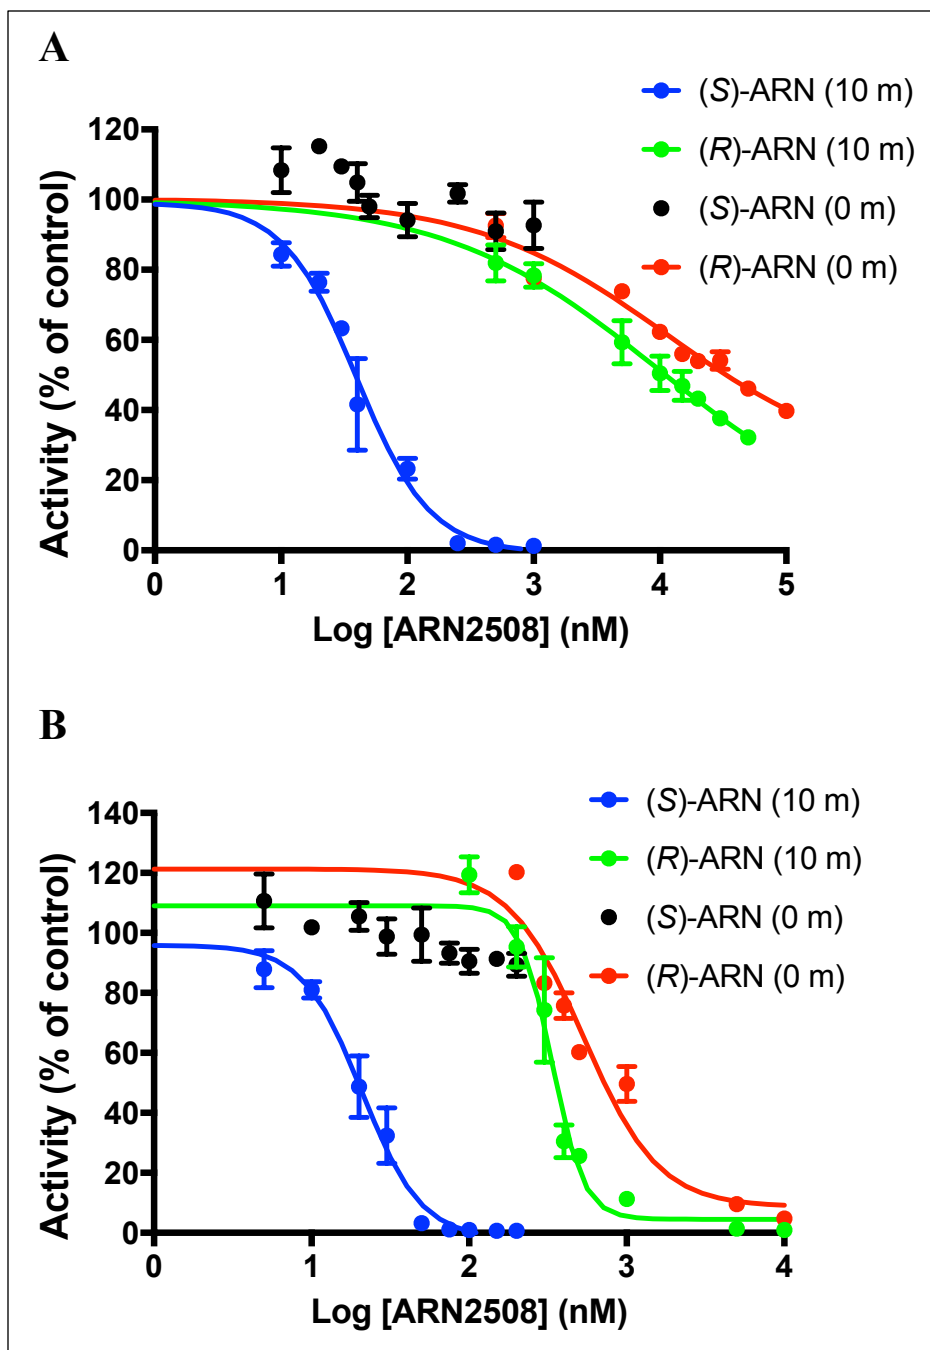 A
(S)-ARN (10 m)
(R)-ARN (10 m)
(S)-ARN (0 m)
(R)-ARN (0 m)
120
100
80
60
40
20
0
Activity (% of control)
0 1 2 3 4 5
Log [ARN2508] (nM)
B
(S)-ARN (10 m)
(R)-ARN (10 m)
(S)-ARN (0 m)
(R)-ARN (0 m)
140
120
100
80
60
40
20
0
Activity (% of control)
0 1 2 3 4
Log [ARN2508] (nM)